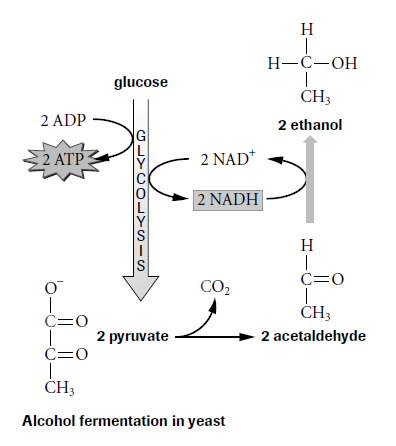 H
H—C—OH
CH₃
2 ethanol
glucose
2 ADP
2 ATP
GLYCOLYSIS
2 NAD⁺
2 NADH
H
C=O
CH₃
2 acetaldehyde
CO₂
O⁻
C=O
C=O
CH₃
2 pyruvate
Alcohol fermentation in yeast